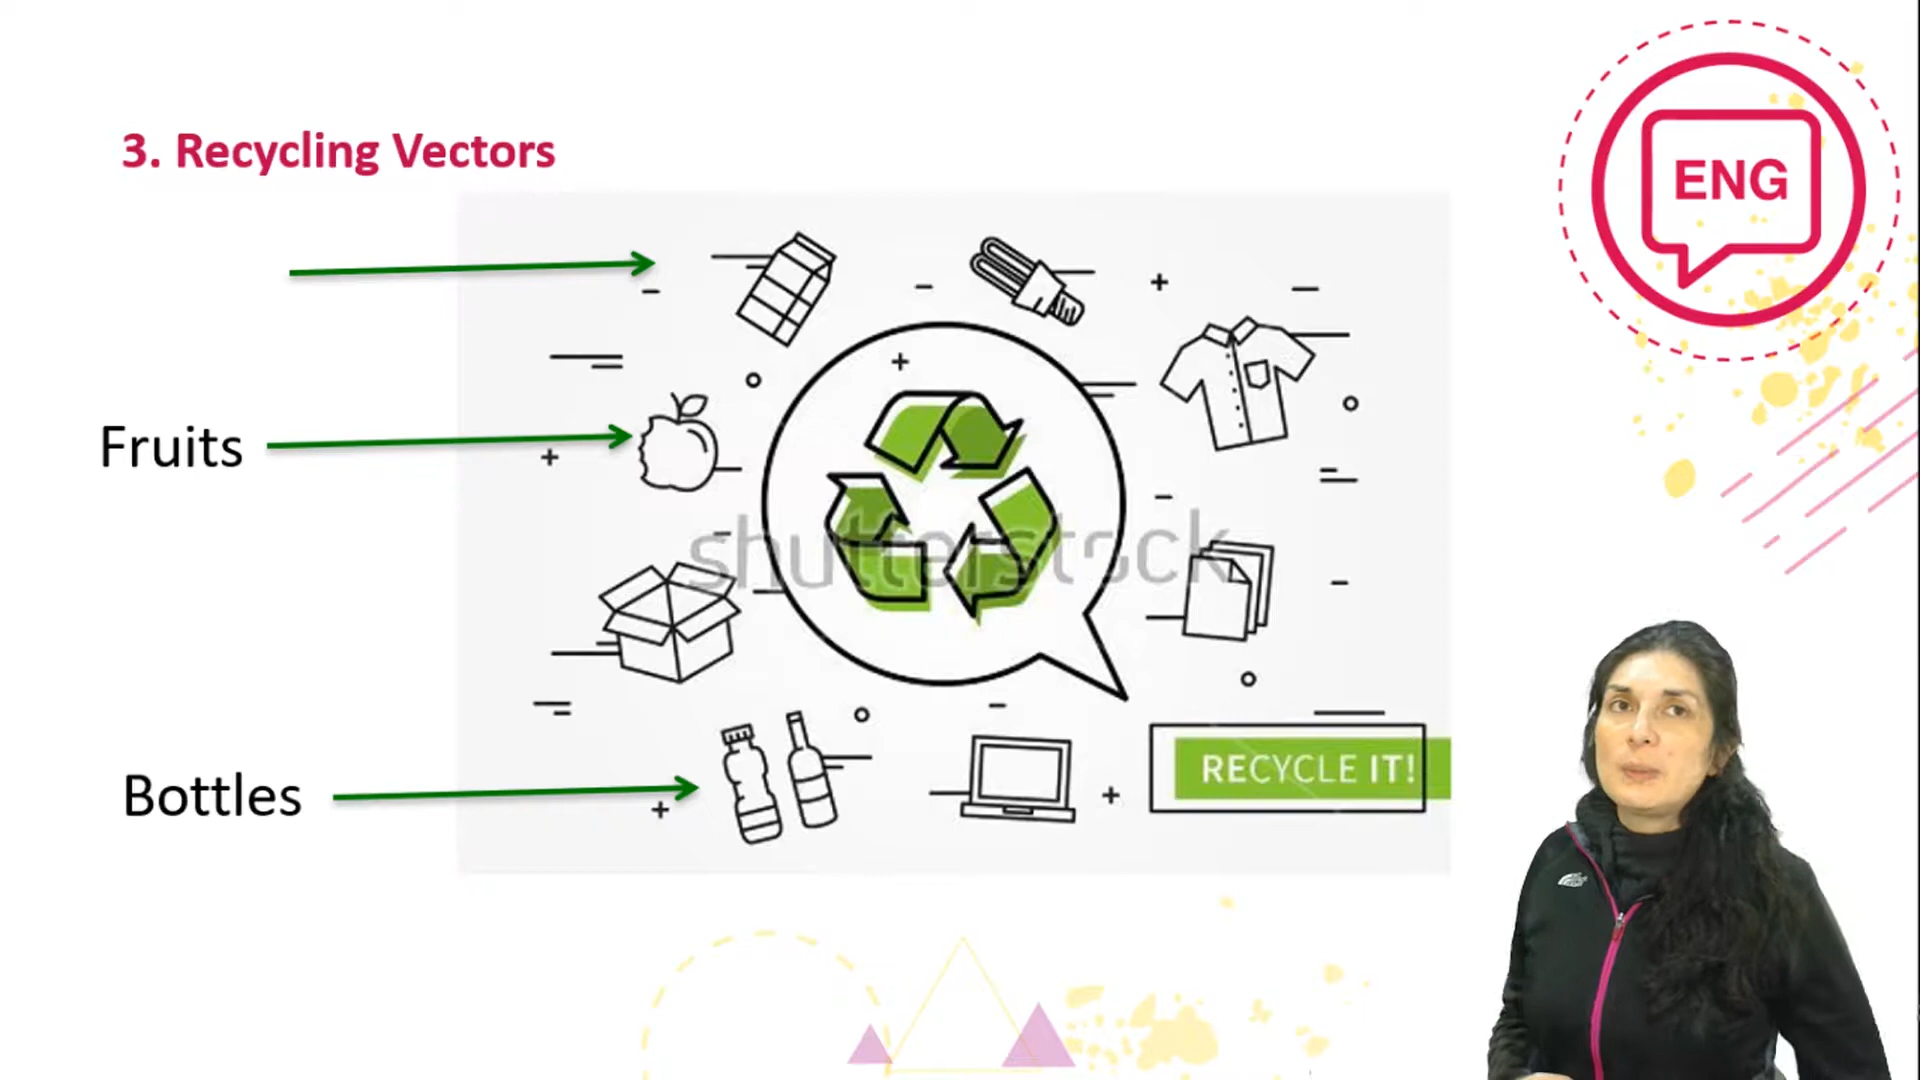 3. Recycling Vectors
ENG
Fruits
shutterstock
Bottles
RECYCLE IT!